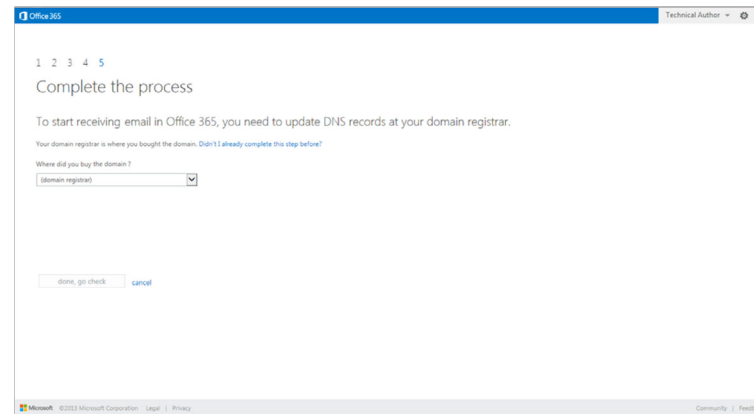 Office 365
Technical Author
1 2 3 4 5
Complete the process
To start receiving email in Office 365, you need to update DNS records at your domain registrar.
Your domain registrar is where you bought the domain. Didn't I already complete this step before?
Where did you buy the domain ?
(domain registrar)
done, go check cancel
Microsoft ©2013 Microsoft Corporation Legal | Privacy Community | Feed